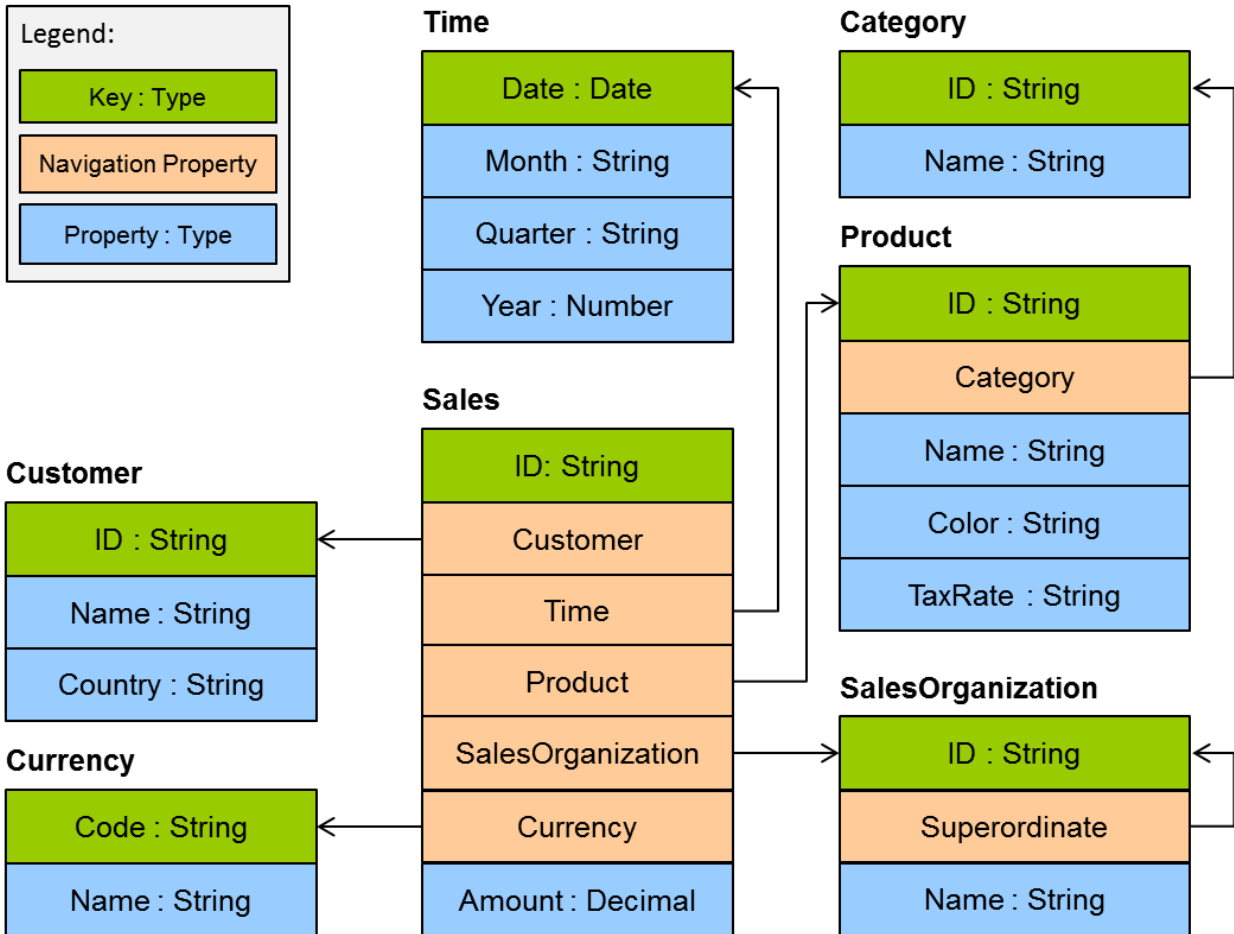 Legend:
Key : Type
Navigation Property
Property : Type
Time
Date : Date
Month : String
Quarter : String
Year : Number
Category
ID : String
Name : String
Product
ID : String
Category
Name : String
Color : String
TaxRate : String
Sales
ID: String
Customer
Time
Product
SalesOrganization
Currency
Amount : Decimal
Customer
ID : String
Name : String
Country : String
Currency
Code : String
Name : String
SalesOrganization
ID : String
Superordinate
Name : String